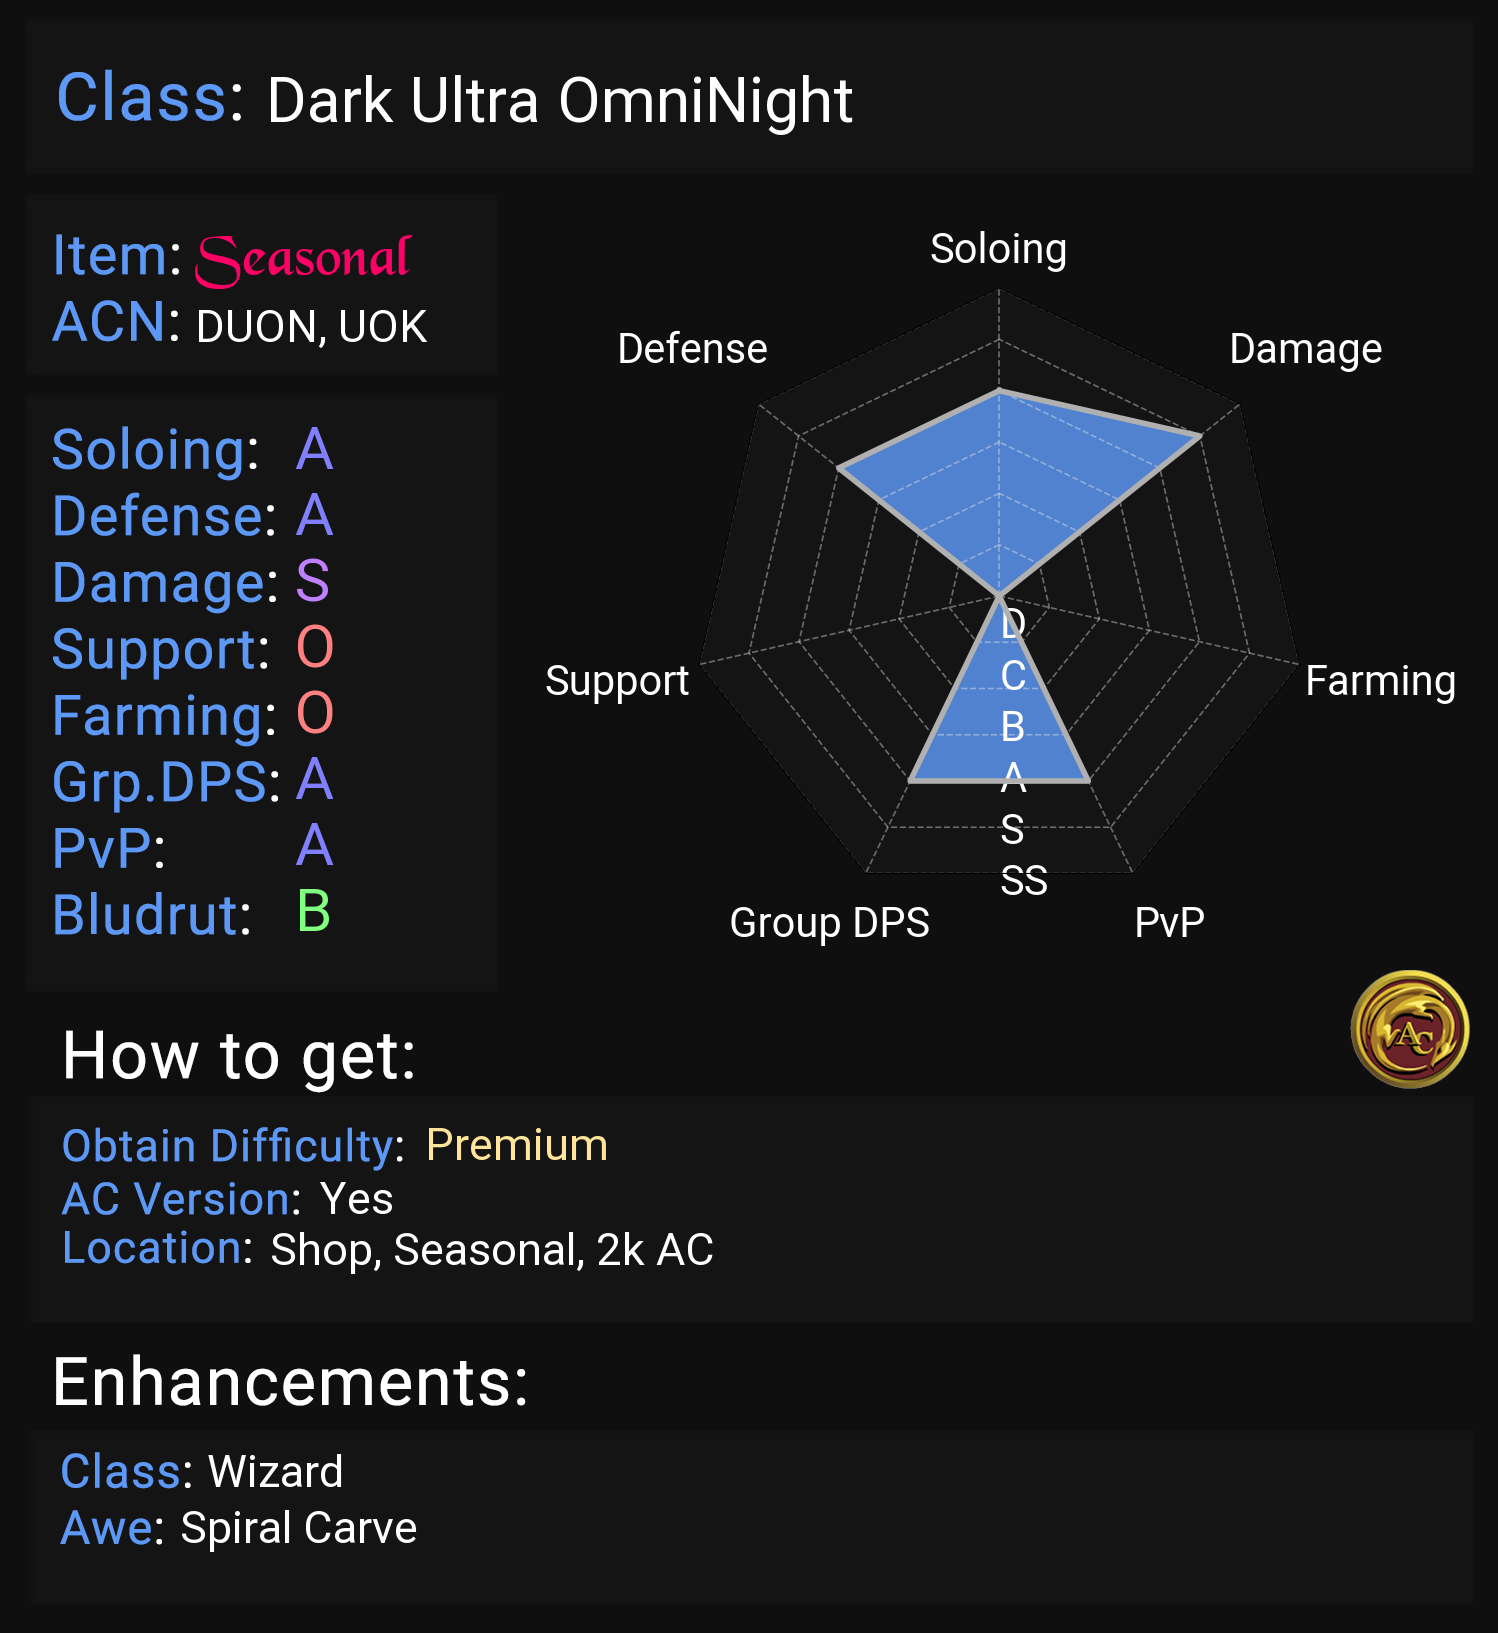 Class: Dark Ultra OmniNight
Item: Seasonal
ACN: DUON, UOK
Soloing: A
Defense: A
Damage: S
Support: O
Farming: O
Grp.DPS: A
PvP: A
Bludrut: B
Soloing
Defense
Damage
Support
Farming
D
C
B
A
S
SS
Group DPS
PvP
VAC
How to get:
Obtain Difficulty: Premium
AC Version: Yes
Location: Shop, Seasonal, 2k AC
Enhancements:
Class: Wizard
Awe: Spiral Carve